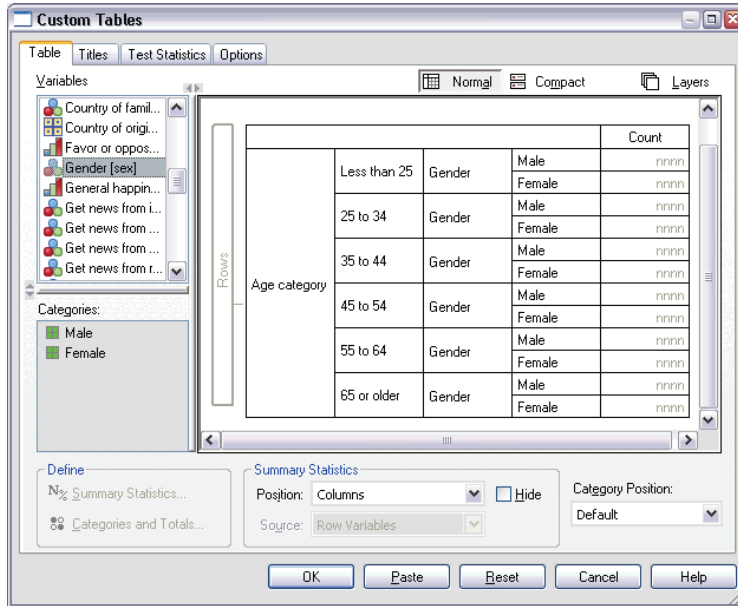 Custom Tables
Table Titles Test Statistics Options
Variables
Normal Compact Layers
Country of famil...
Country of origi...
Favor or oppos...
Gender [sex]
General happin...
Get news from i...
Get news from ...
Get news from ...
Get news from r...
Categories:
Male
Female
Rows
Count
Age category
Less than 25 Gender Male nnnn
Female nnnn
25 to 34 Gender Male nnnn
Female nnnn
35 to 44 Gender Male nnnn
Female nnnn
45 to 54 Gender Male nnnn
Female nnnn
55 to 64 Gender Male nnnn
Female nnnn
65 or older Gender Male nnnn
Female nnnn
Define
N% Summary Statistics...
Categories and Totals...
Summary Statistics
Position: Columns Hide
Source: Row Variables
Category Position:
Default
OK Paste Reset Cancel Help